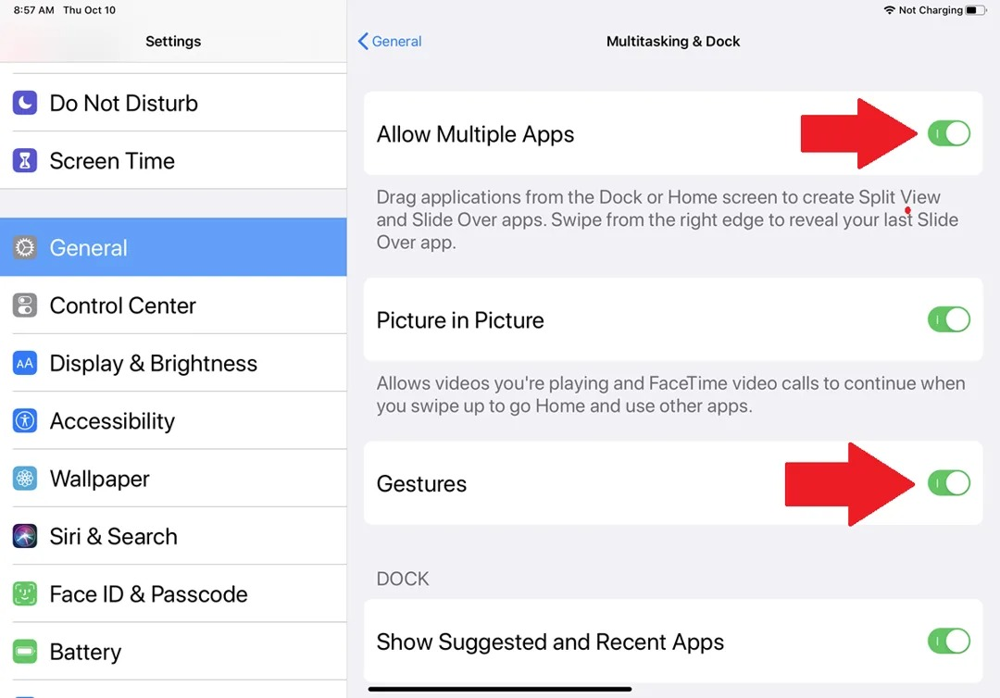 8:57 AM Thu Oct 10
Not Charging
Settings
Do Not Disturb
Screen Time
General
Control Center
AA
Display & Brightness
Accessibility
Wallpaper
Siri & Search
Face ID & Passcode
Battery
General
Multitasking & Dock
Allow Multiple Apps
Drag applications from the Dock or Home screen to create Split View
and Slide Over apps. Swipe from the right edge to reveal your last Slide
Over app.
Picture in Picture
Allows videos you're playing and FaceTime video calls to continue when
you swipe up to go Home and use other apps.
Gestures
DOCK
Show Suggested and Recent Apps